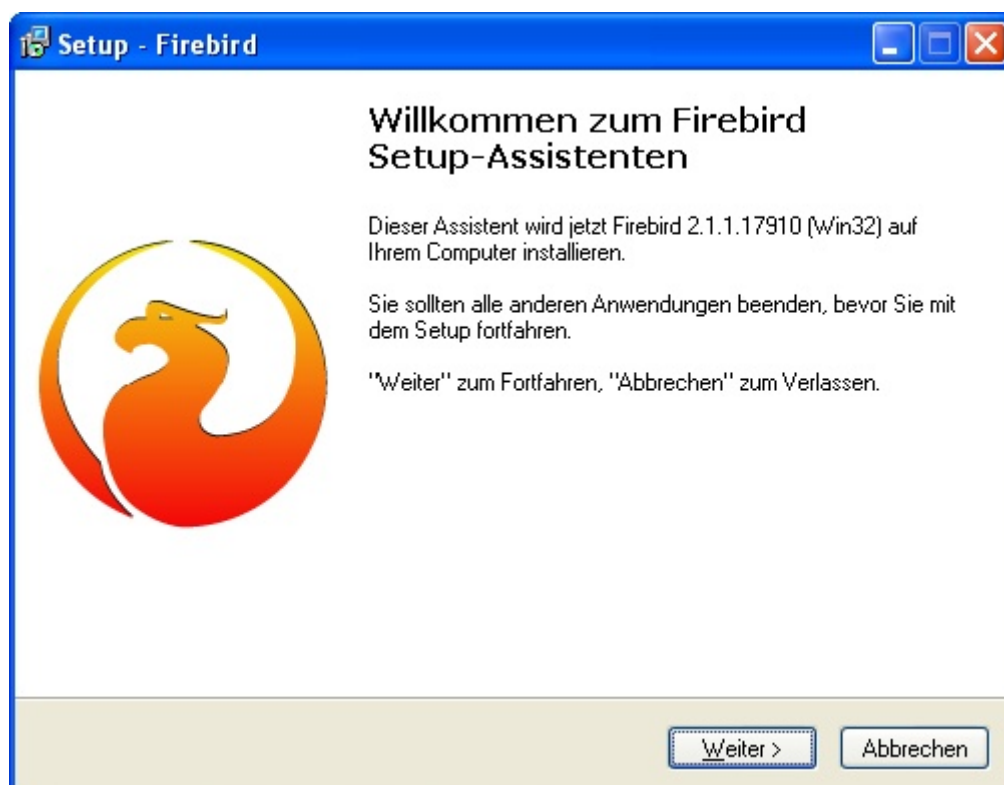 Setup - Firebird
Willkommen zum Firebird
Setup-Assistenten
Dieser Assistent wird jetzt Firebird 2.1.1.17910 (Win32) auf
Ihrem Computer installieren.
Sie sollten alle anderen Anwendungen beenden, bevor Sie mit
dem Setup fortfahren.
"Weiter" zum Fortfahren, "Abbrechen" zum Verlassen.
Weiter >
Abbrechen